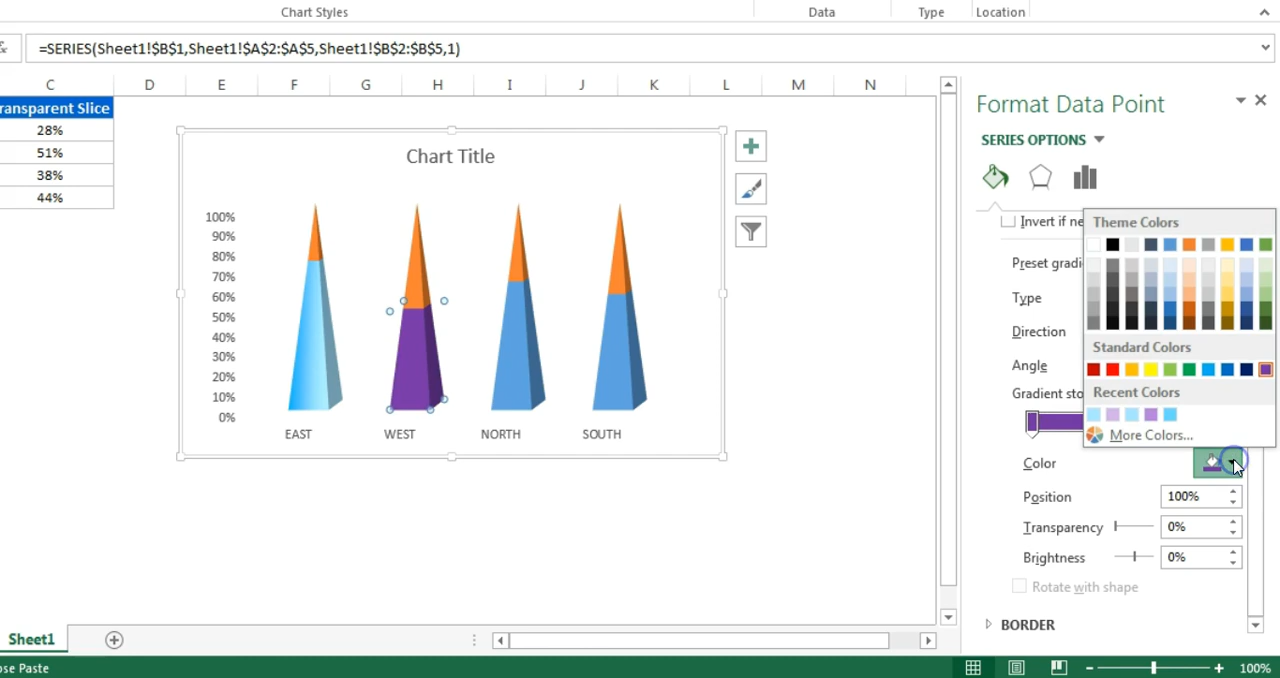 Chart Styles Data Type Location
=SERIES(Sheet1!$B$1,Sheet1!$A$2:$A$5,Sheet1!$B$2:$B$5,1)
C D E F G H I J K L M N
ransparent Slice
28%
51%
38%
44%
Chart Title
100%
90%
80%
70%
60%
50%
40%
30%
20%
10%
0%
EAST WEST NORTH SOUTH
Format Data Point
SERIES OPTIONS
Invert if ne
Preset gradi
Type
Direction
Angle
Gradient sto
Theme Colors
Standard Colors
Recent Colors
More Colors...
Color
Position 100%
Transparency 0%
Brightness 0%
Rotate with shape
BORDER
Sheet1
ose Paste
100%